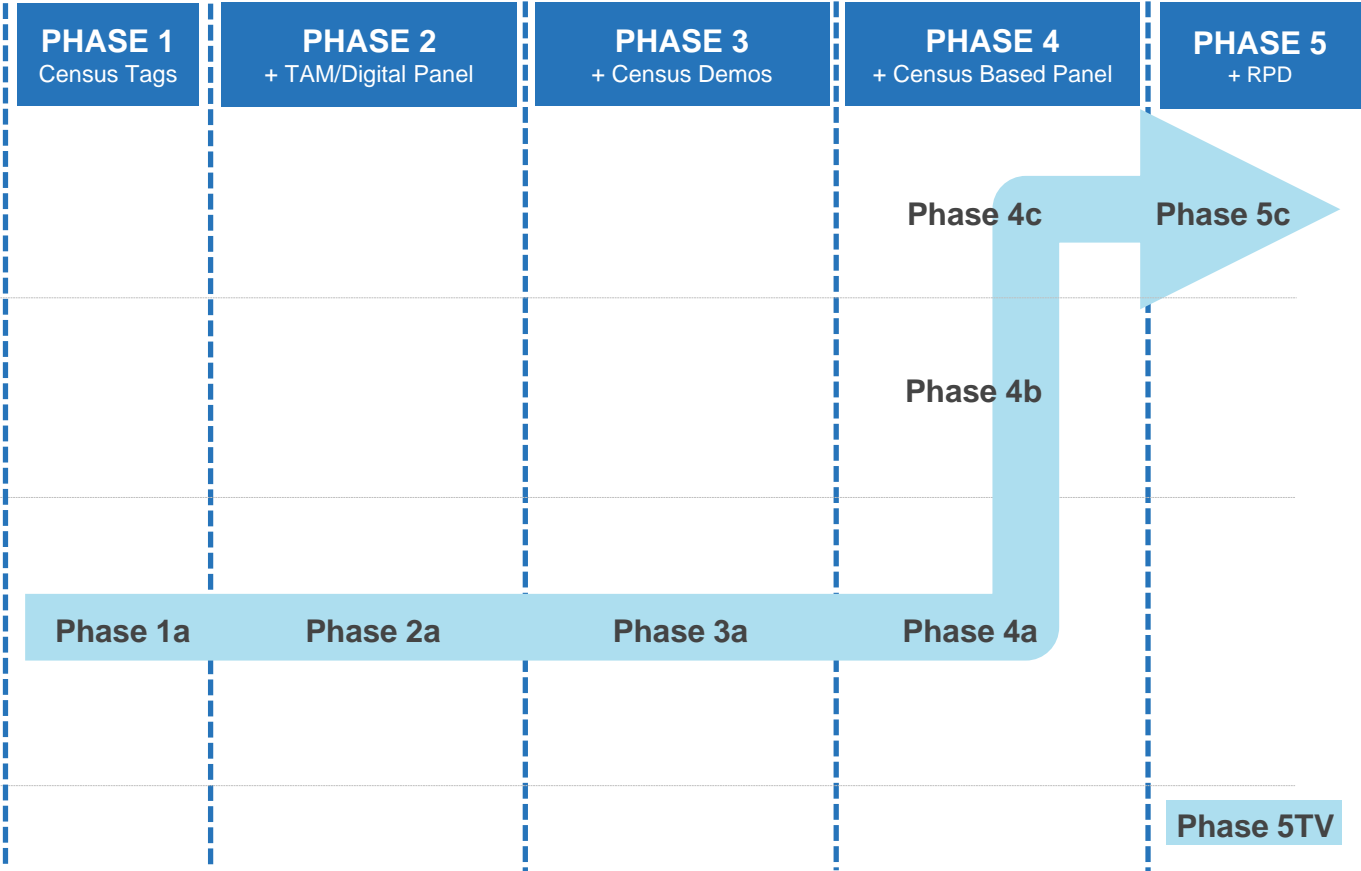 PHASE 1
Census Tags
PHASE 2
+ TAM/Digital Panel
PHASE 3
+ Census Demos
PHASE 4
+ Census Based Panel
PHASE 5
+ RPD
Phase 4c
Phase 5c
Phase 4b
Phase 1a
Phase 2a
Phase 3a
Phase 4a
Phase 5TV